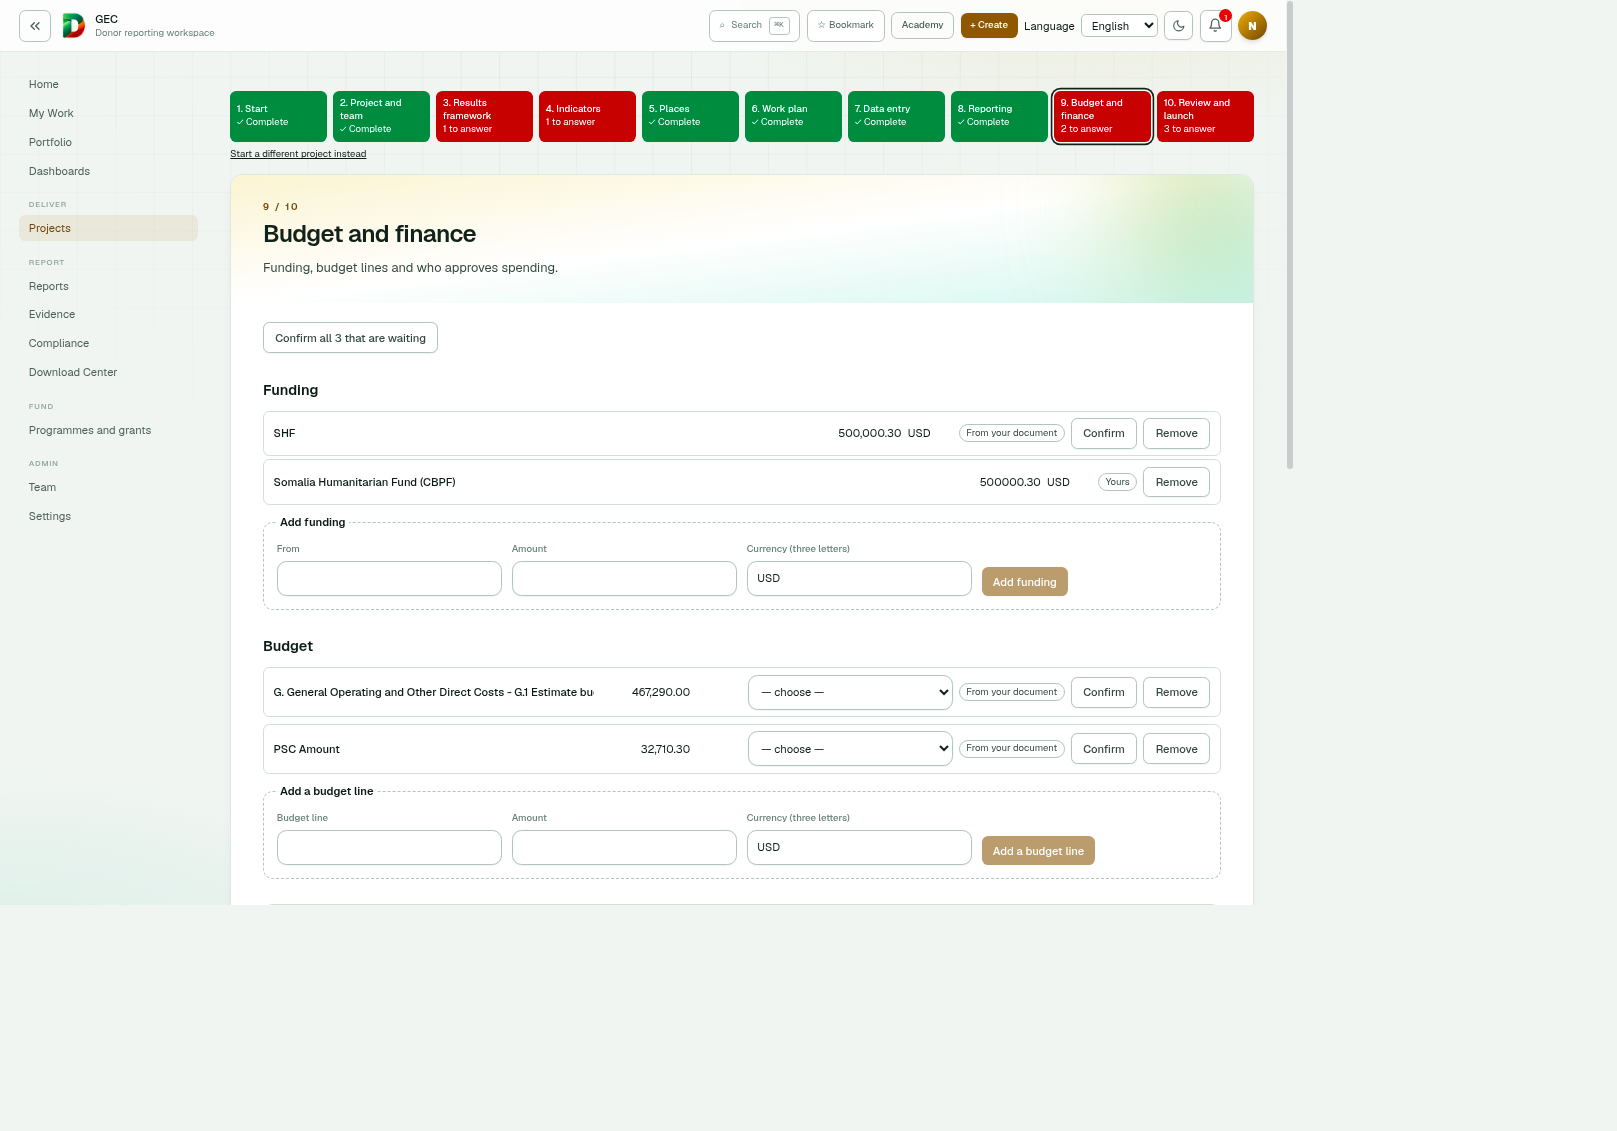 GEC
Donor reporting workspace
Search ⌘K
☆ Bookmark
Academy
+ Create
Language
English
1
N
Home
My Work
Portfolio
Dashboards
DELIVER
Projects
REPORT
Reports
Evidence
Compliance
Download Center
FUND
Programmes and grants
ADMIN
Team
Settings
1. Start
✓ Complete
2. Project and team
✓ Complete
3. Results framework
1 to answer
4. Indicators
1 to answer
5. Places
✓ Complete
6. Work plan
✓ Complete
7. Data entry
✓ Complete
8. Reporting
✓ Complete
9. Budget and finance
2 to answer
10. Review and launch
3 to answer
Start a different project instead
9 / 10
Budget and finance
Funding, budget lines and who approves spending.
Confirm all 3 that are waiting
Funding
SHF 500,000.30 USD From your document Confirm Remove
Somalia Humanitarian Fund (CBPF) 500000.30 USD Yours Remove
Add funding
From Amount Currency (three letters)
USD Add funding
Budget
G. General Operating and Other Direct Costs - G.1 Estimate bu 467,290.00 — choose — From your document Confirm Remove
PSC Amount 32,710.30 — choose — From your document Confirm Remove
Add a budget line
Budget line Amount Currency (three letters)
USD Add a budget line